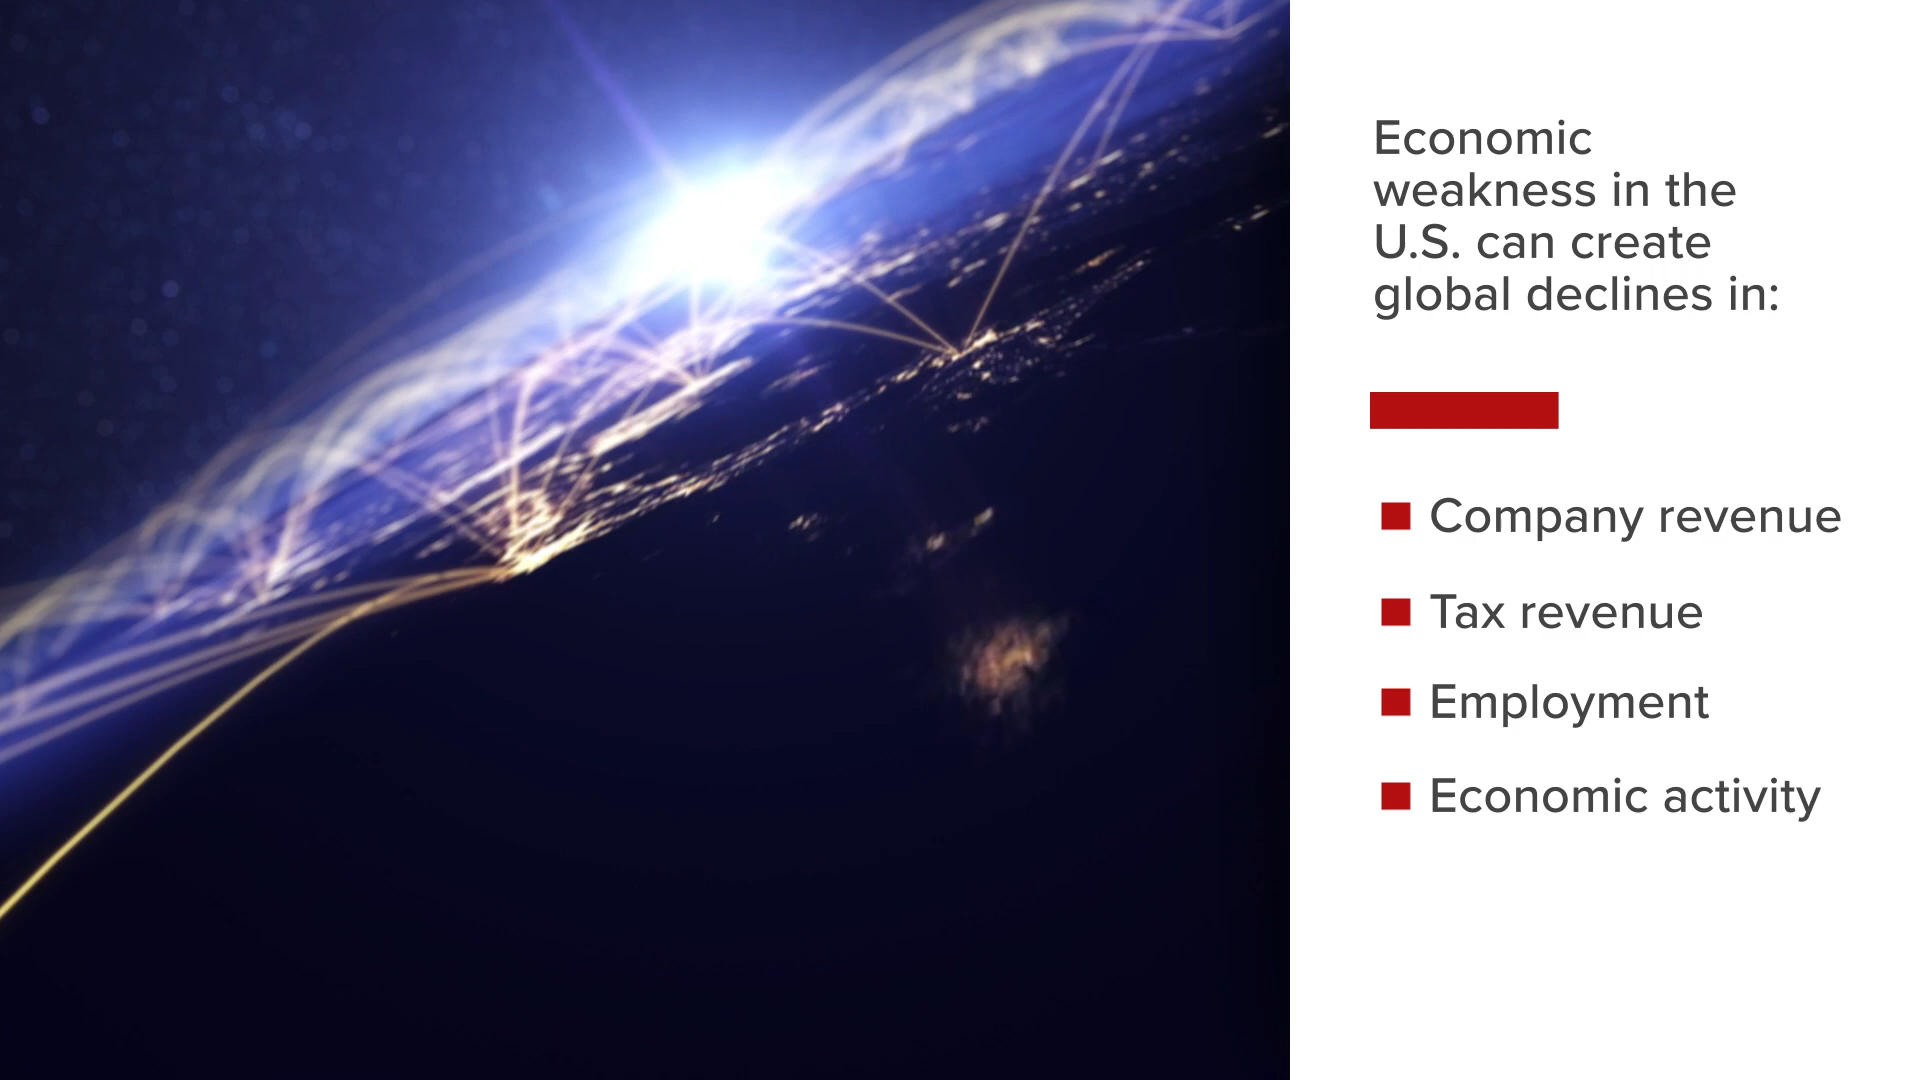 Economic
weakness in the
U.S. can create
global declines in:
Company revenue
Tax revenue
Employment
Economic activity